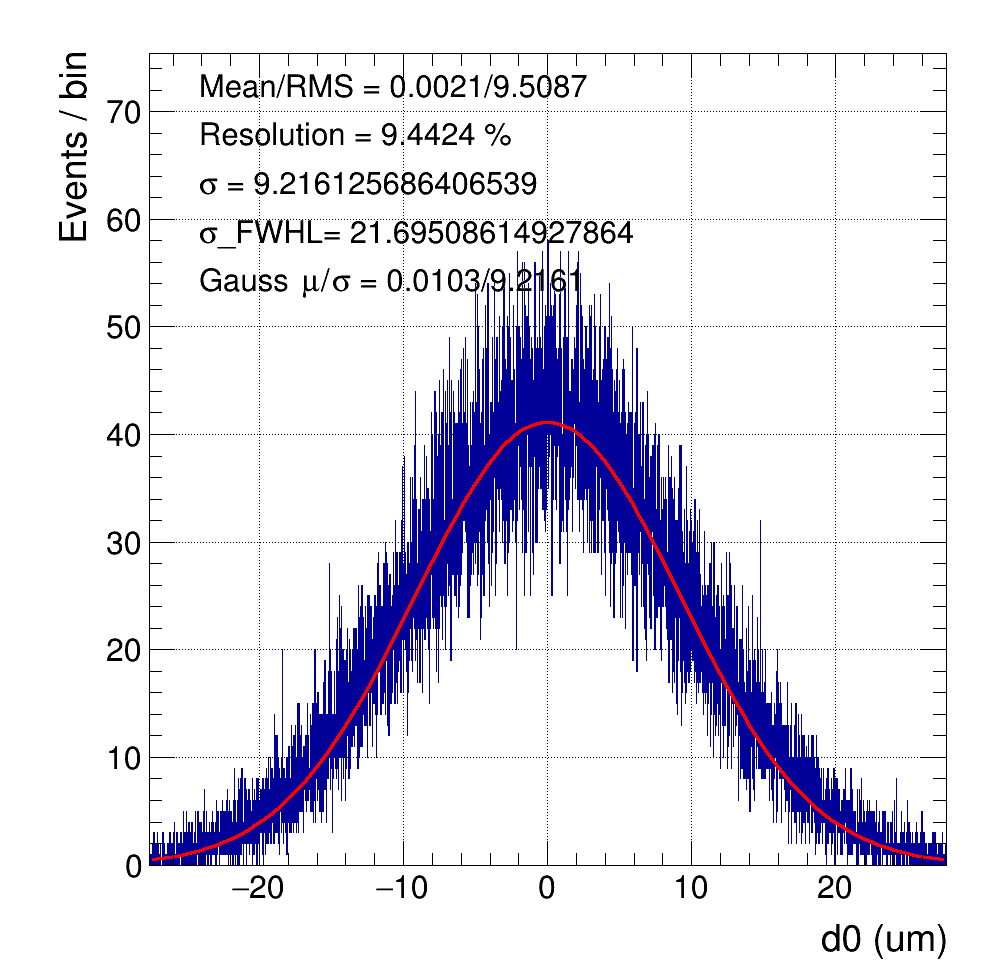 Events / bin
Mean/RMS = 0.0021/9.5087
Resolution = 9.4424 %
σ = 9.216125686406539
σ_FWHL= 21.69508614927864
Gauss μ/σ = 0.0103/9.2161
70
60
50
40
30
20
10
0
−20 −10 0 10 20
d0 (um)